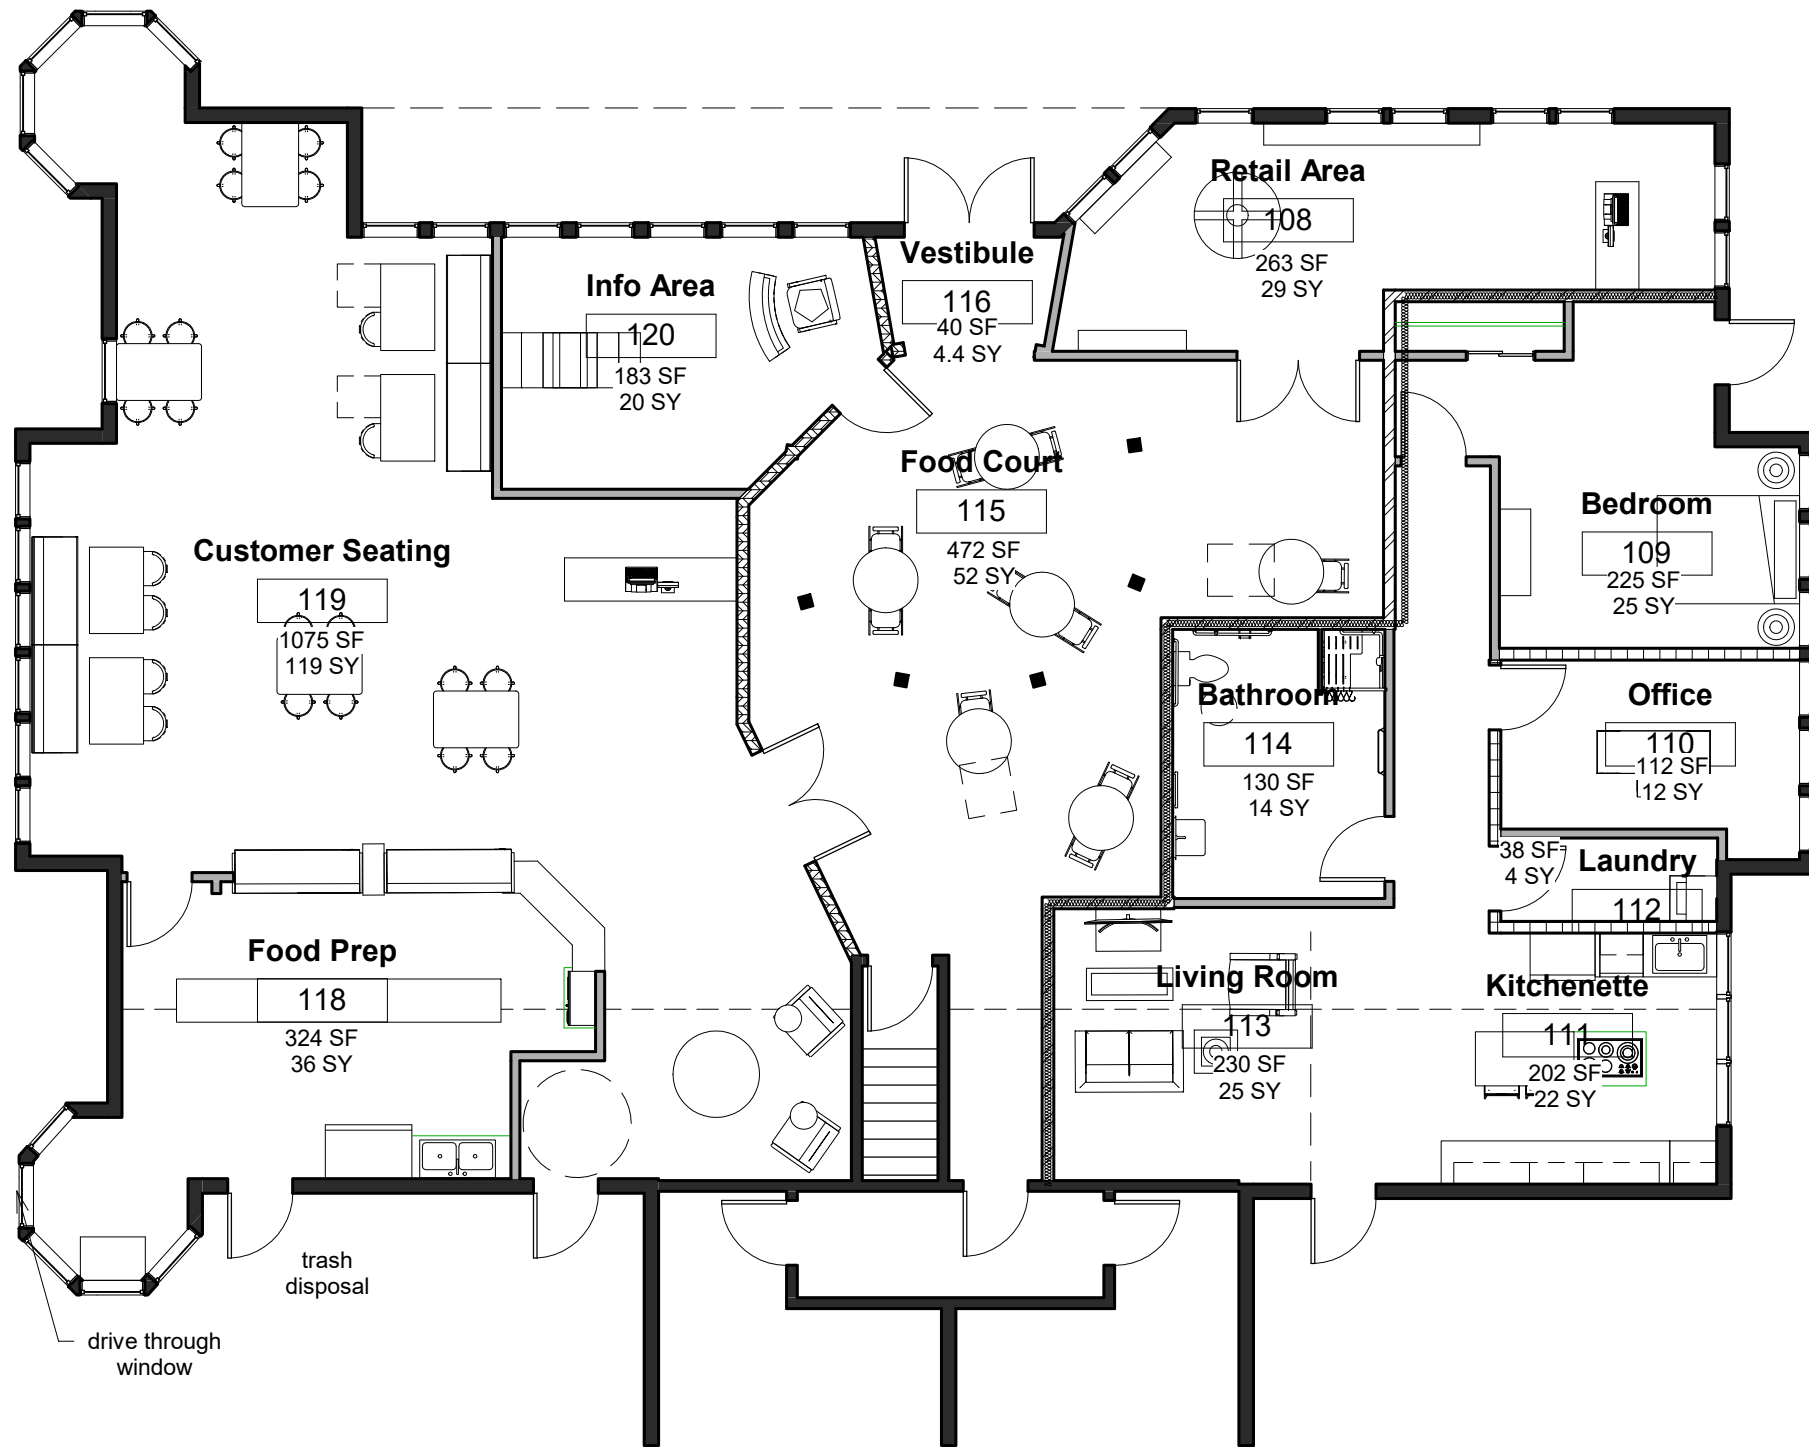 Retail Area
108
263 SF
29 SY
Vestibule
116
40 SF
4.4 SY
Info Area
120
183 SF
20 SY
Food Court
115
472 SF
52 SY
Bedroom
109
225 SF
25 SY
Customer Seating
119
1075 SF
119 SY
Bathroom
114
130 SF
14 SY
Office
110
112 SF
12 SY
38 SF
4 SY
Laundry
112
Food Prep
118
324 SF
36 SY
Living Room
113
230 SF
25 SY
Kitchenette
111
202 SF
22 SY
trash
disposal
drive through
window